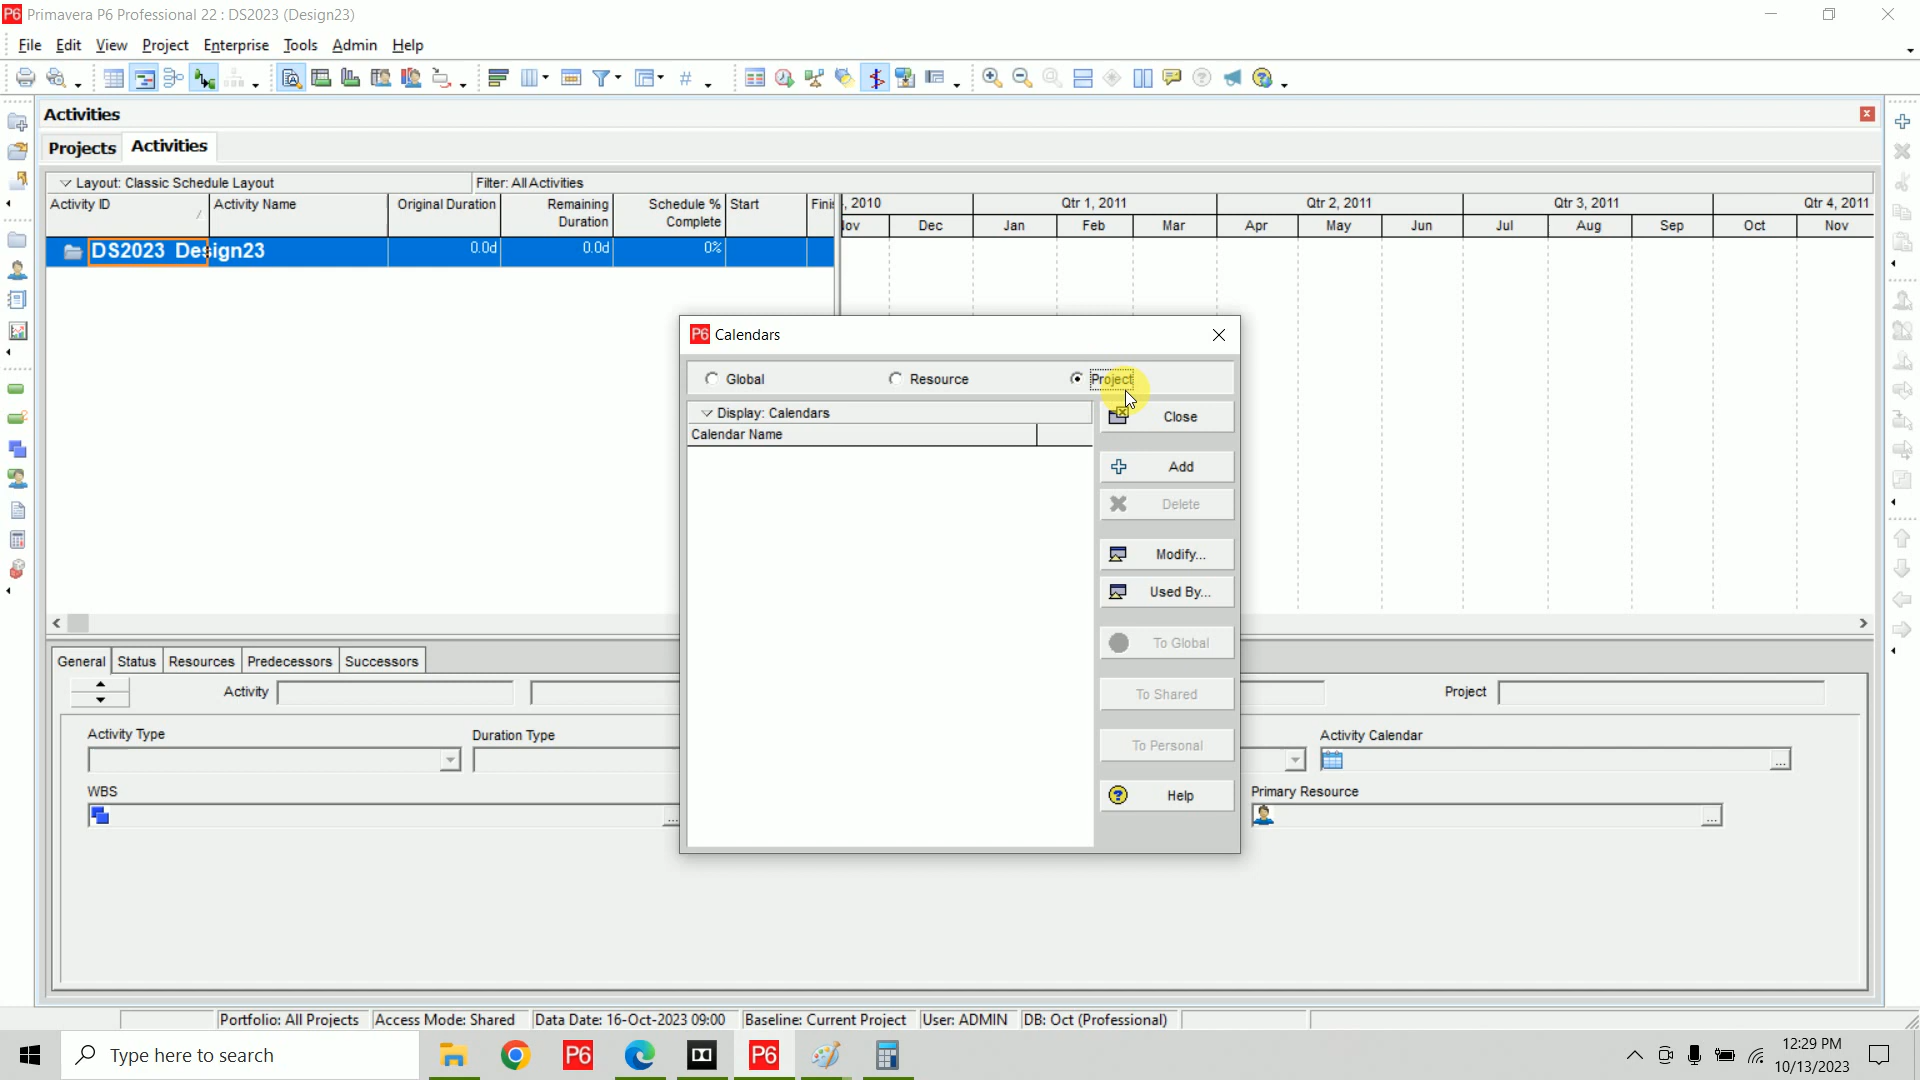 P6 Primavera P6 Professional 22 : DS2023 (Design23)
File Edit View Project Enterprise Tools Admin Help
Activities
Projects Activities
Layout: Classic Schedule Layout Filter: All Activities
Activity ID Activity Name Original Duration Remaining Duration Schedule % Complete Start
, 2010 Qtr 1, 2011 Qtr 2, 2011 Qtr 3, 2011 Qtr 4, 2011
Dec Jan Feb Mar Apr May Jun Jul Aug Sep Oct Nov
DS2023 Design23 0.0d 0.0d 0%
P6 Calendars
Global Resource Project
Display: Calendars
Calendar Name
Close
Add
Delete
Modify...
Used By...
To Global
To Shared
To Personal
Help
General Status Resources Predecessors Successors
Activity Project
Activity Type Duration Type Activity Calendar
...
WBS Primary Resource
... ...
Portfolio: All Projects Access Mode: Shared Data Date: 16-Oct-2023 09:00 Baseline: Current Project User: ADMIN DB: Oct (Professional)
Type here to search P6 P6
12:29 PM
10/13/2023